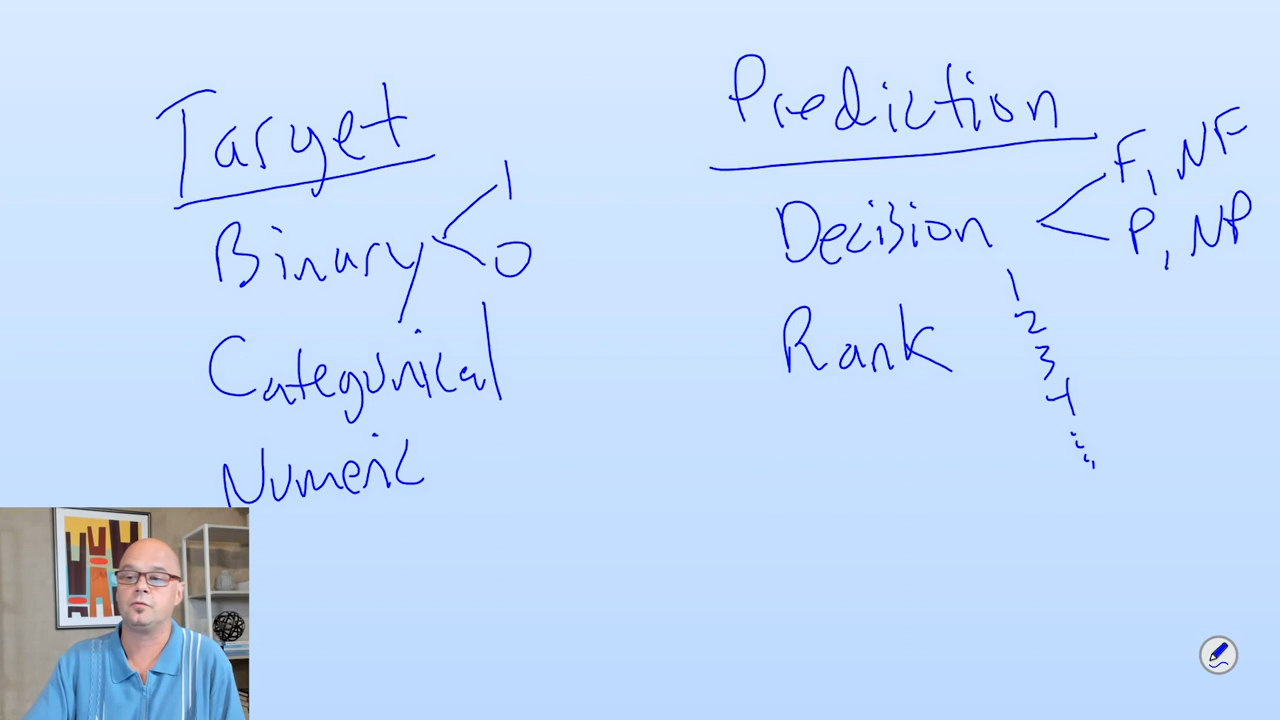 Target
Binary < 1
0
Categorical
Numeric
Prediction
Decision < F, NF
P, NP
Rank
1
2
3
4